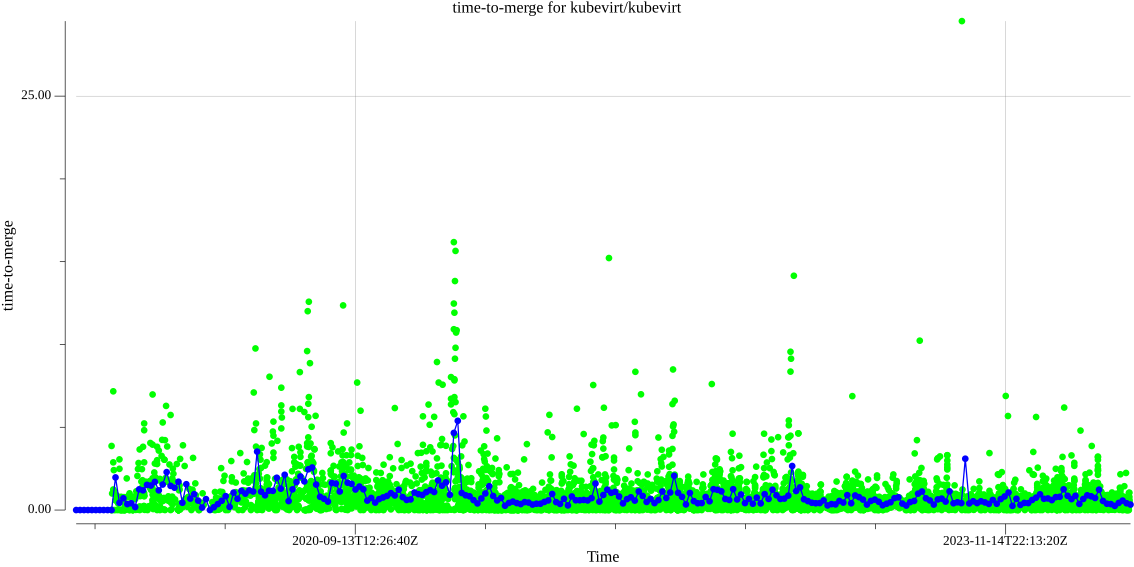 time-to-merge for kubevirt/kubevirt
25.00
time-to-merge
0.00
2020-09-13T12:26:40Z
2023-11-14T22:13:20Z
Time